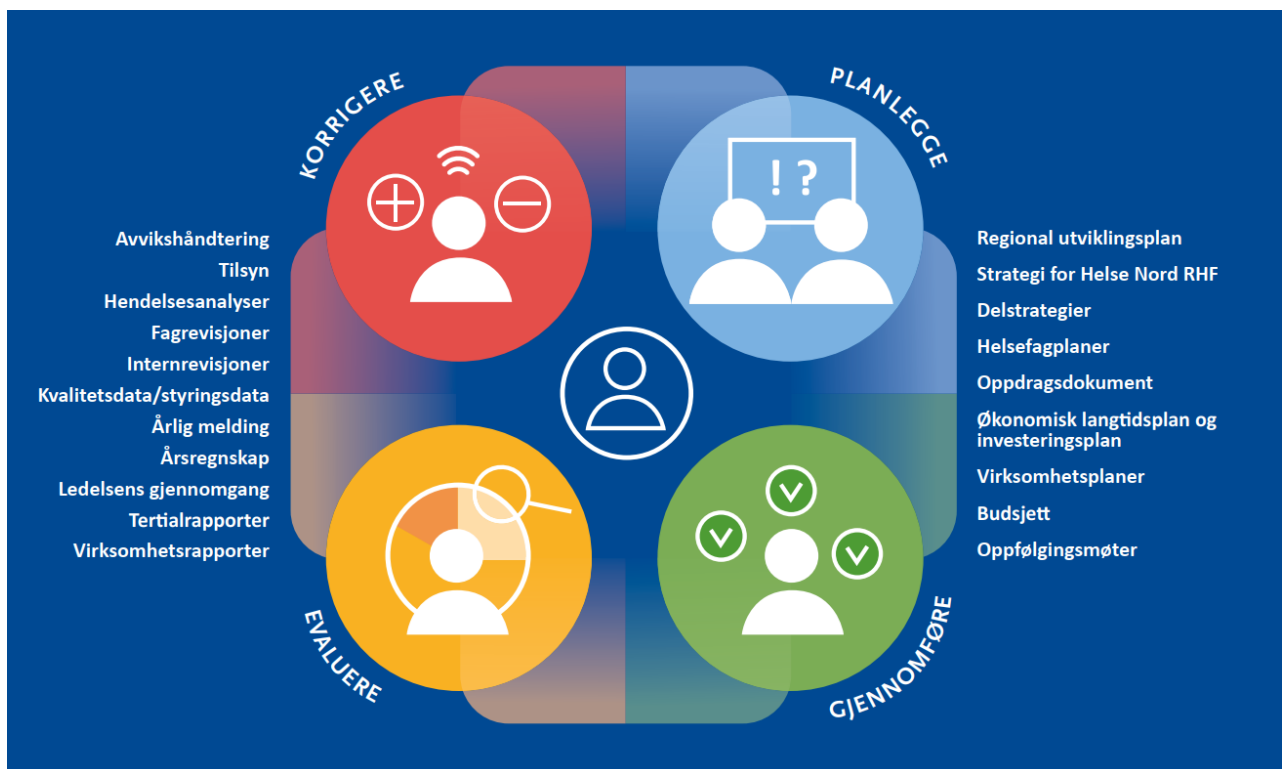 KORRIGERE
PLANLEGGE
! ?
Avvikshåndtering
Tilsyn
Hendelsesanalyser
Fagrevisjoner
Internrevisjoner
Kvalitetsdata/styringsdata
Årlig melding
Årsregnskap
Ledelsens gjennomgang
Tertialrapporter
Virksomhetsrapporter
Regional utviklingsplan
Strategi for Helse Nord RHF
Delstrategier
Helsefagplaner
Oppdragsdokument
Økonomisk langtidsplan og
investeringsplan
Virksomhetsplaner
Budsjett
Oppfølgingsmøter
EVALUERE
GJENNOMFØRE